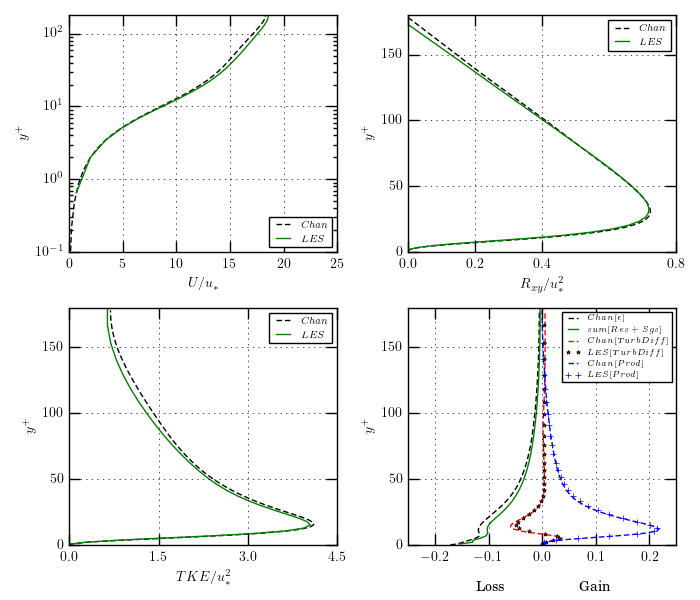 10²
10¹
10⁰
10⁻¹
y⁺
0 5 10 15 20 25
U/u*
Chan
LES
150
100
50
0
y⁺
0.0 0.2 0.4 0.6 0.8
R_xy/u*²
Chan
LES
150
100
50
0
y⁺
0.0 1.5 3.0 4.5
TKE/u*²
Chan
LES
150
100
50
0
y⁺
−0.2 −0.1 0.0 0.1 0.2
Loss Gain
Chan[ϵ]
sum[Res + Sgs]
Chan[TurbDiff]
LES[TurbDiff]
Chan[Prod]
LES[Prod]